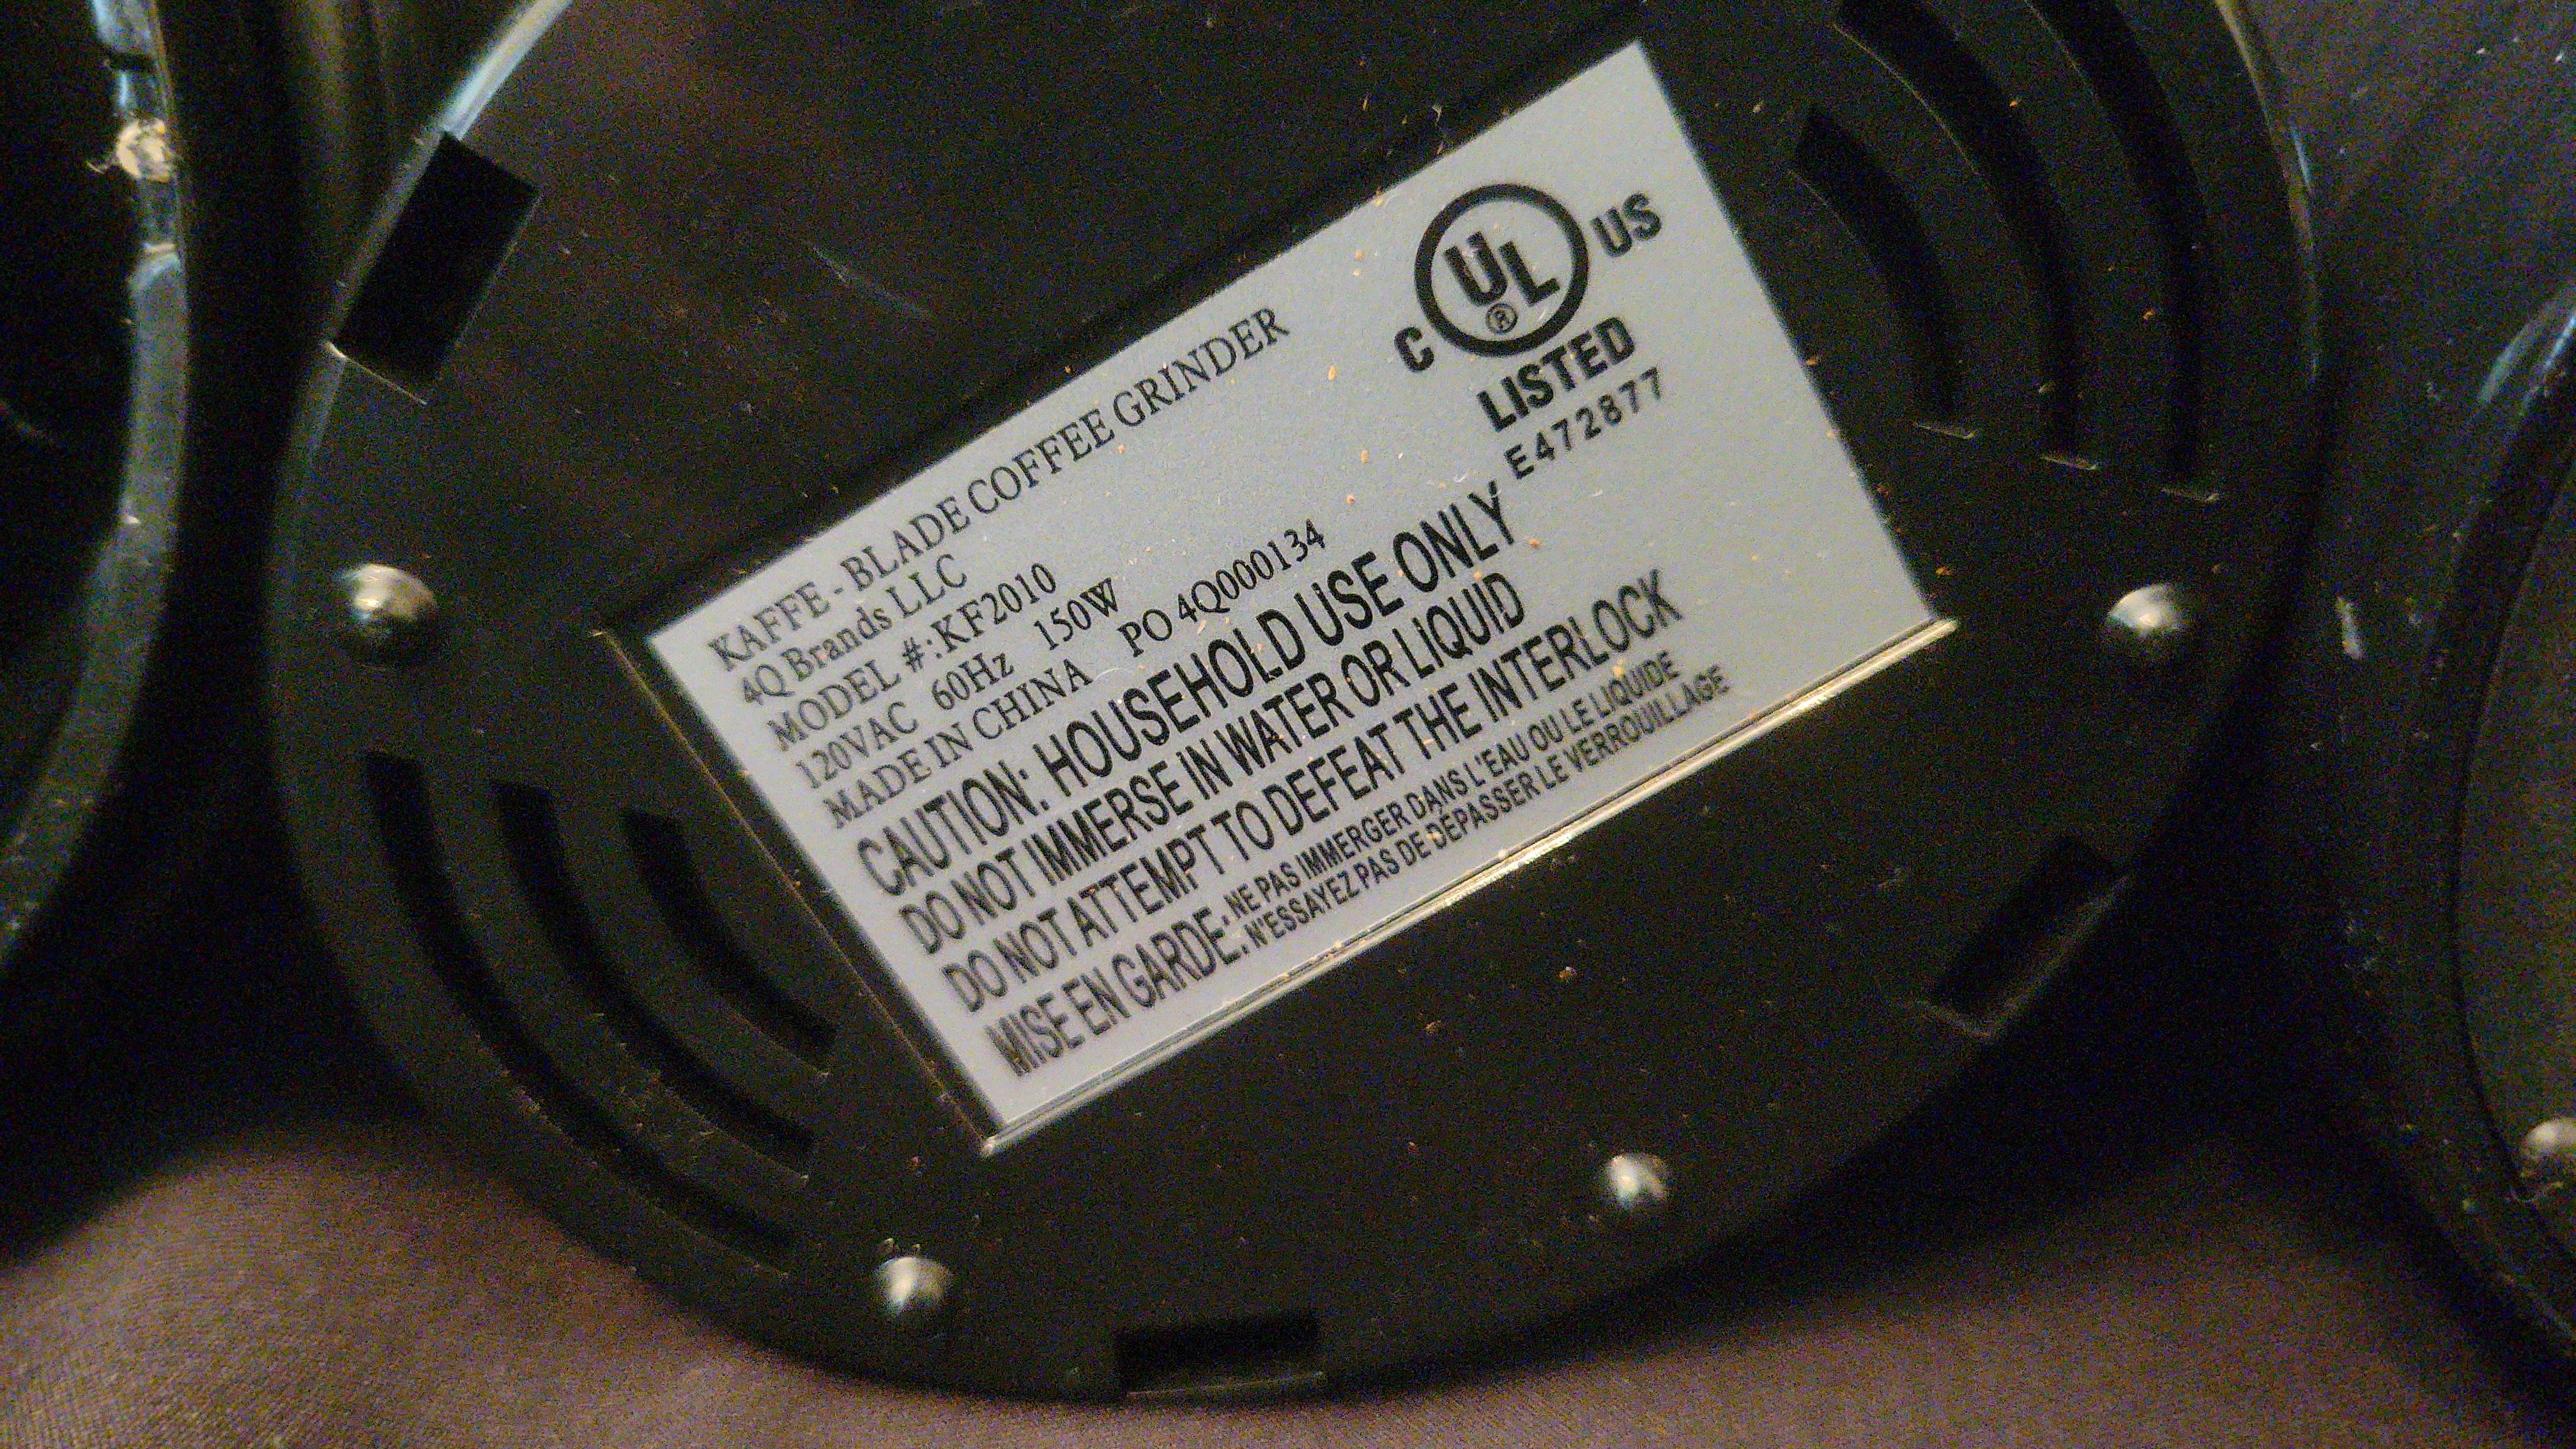 KAFFE - BLADE COFFEE GRINDER
4Q Brands LLC
MODEL #:KF2010
120VAC 60Hz 150W
MADE IN CHINA PO 4Q000134
C UL ® US
LISTED
E472877
CAUTION: HOUSEHOLD USE ONLY
DO NOT IMMERSE IN WATER OR LIQUID
DO NOT ATTEMPT TO DEFEAT THE INTERLOCK
MISE EN GARDE: NE PAS IMMERGER DANS L'EAU OU LE LIQUIDE
N'ESSAYEZ PAS DE DÉPASSER LE VERROUILLAGE